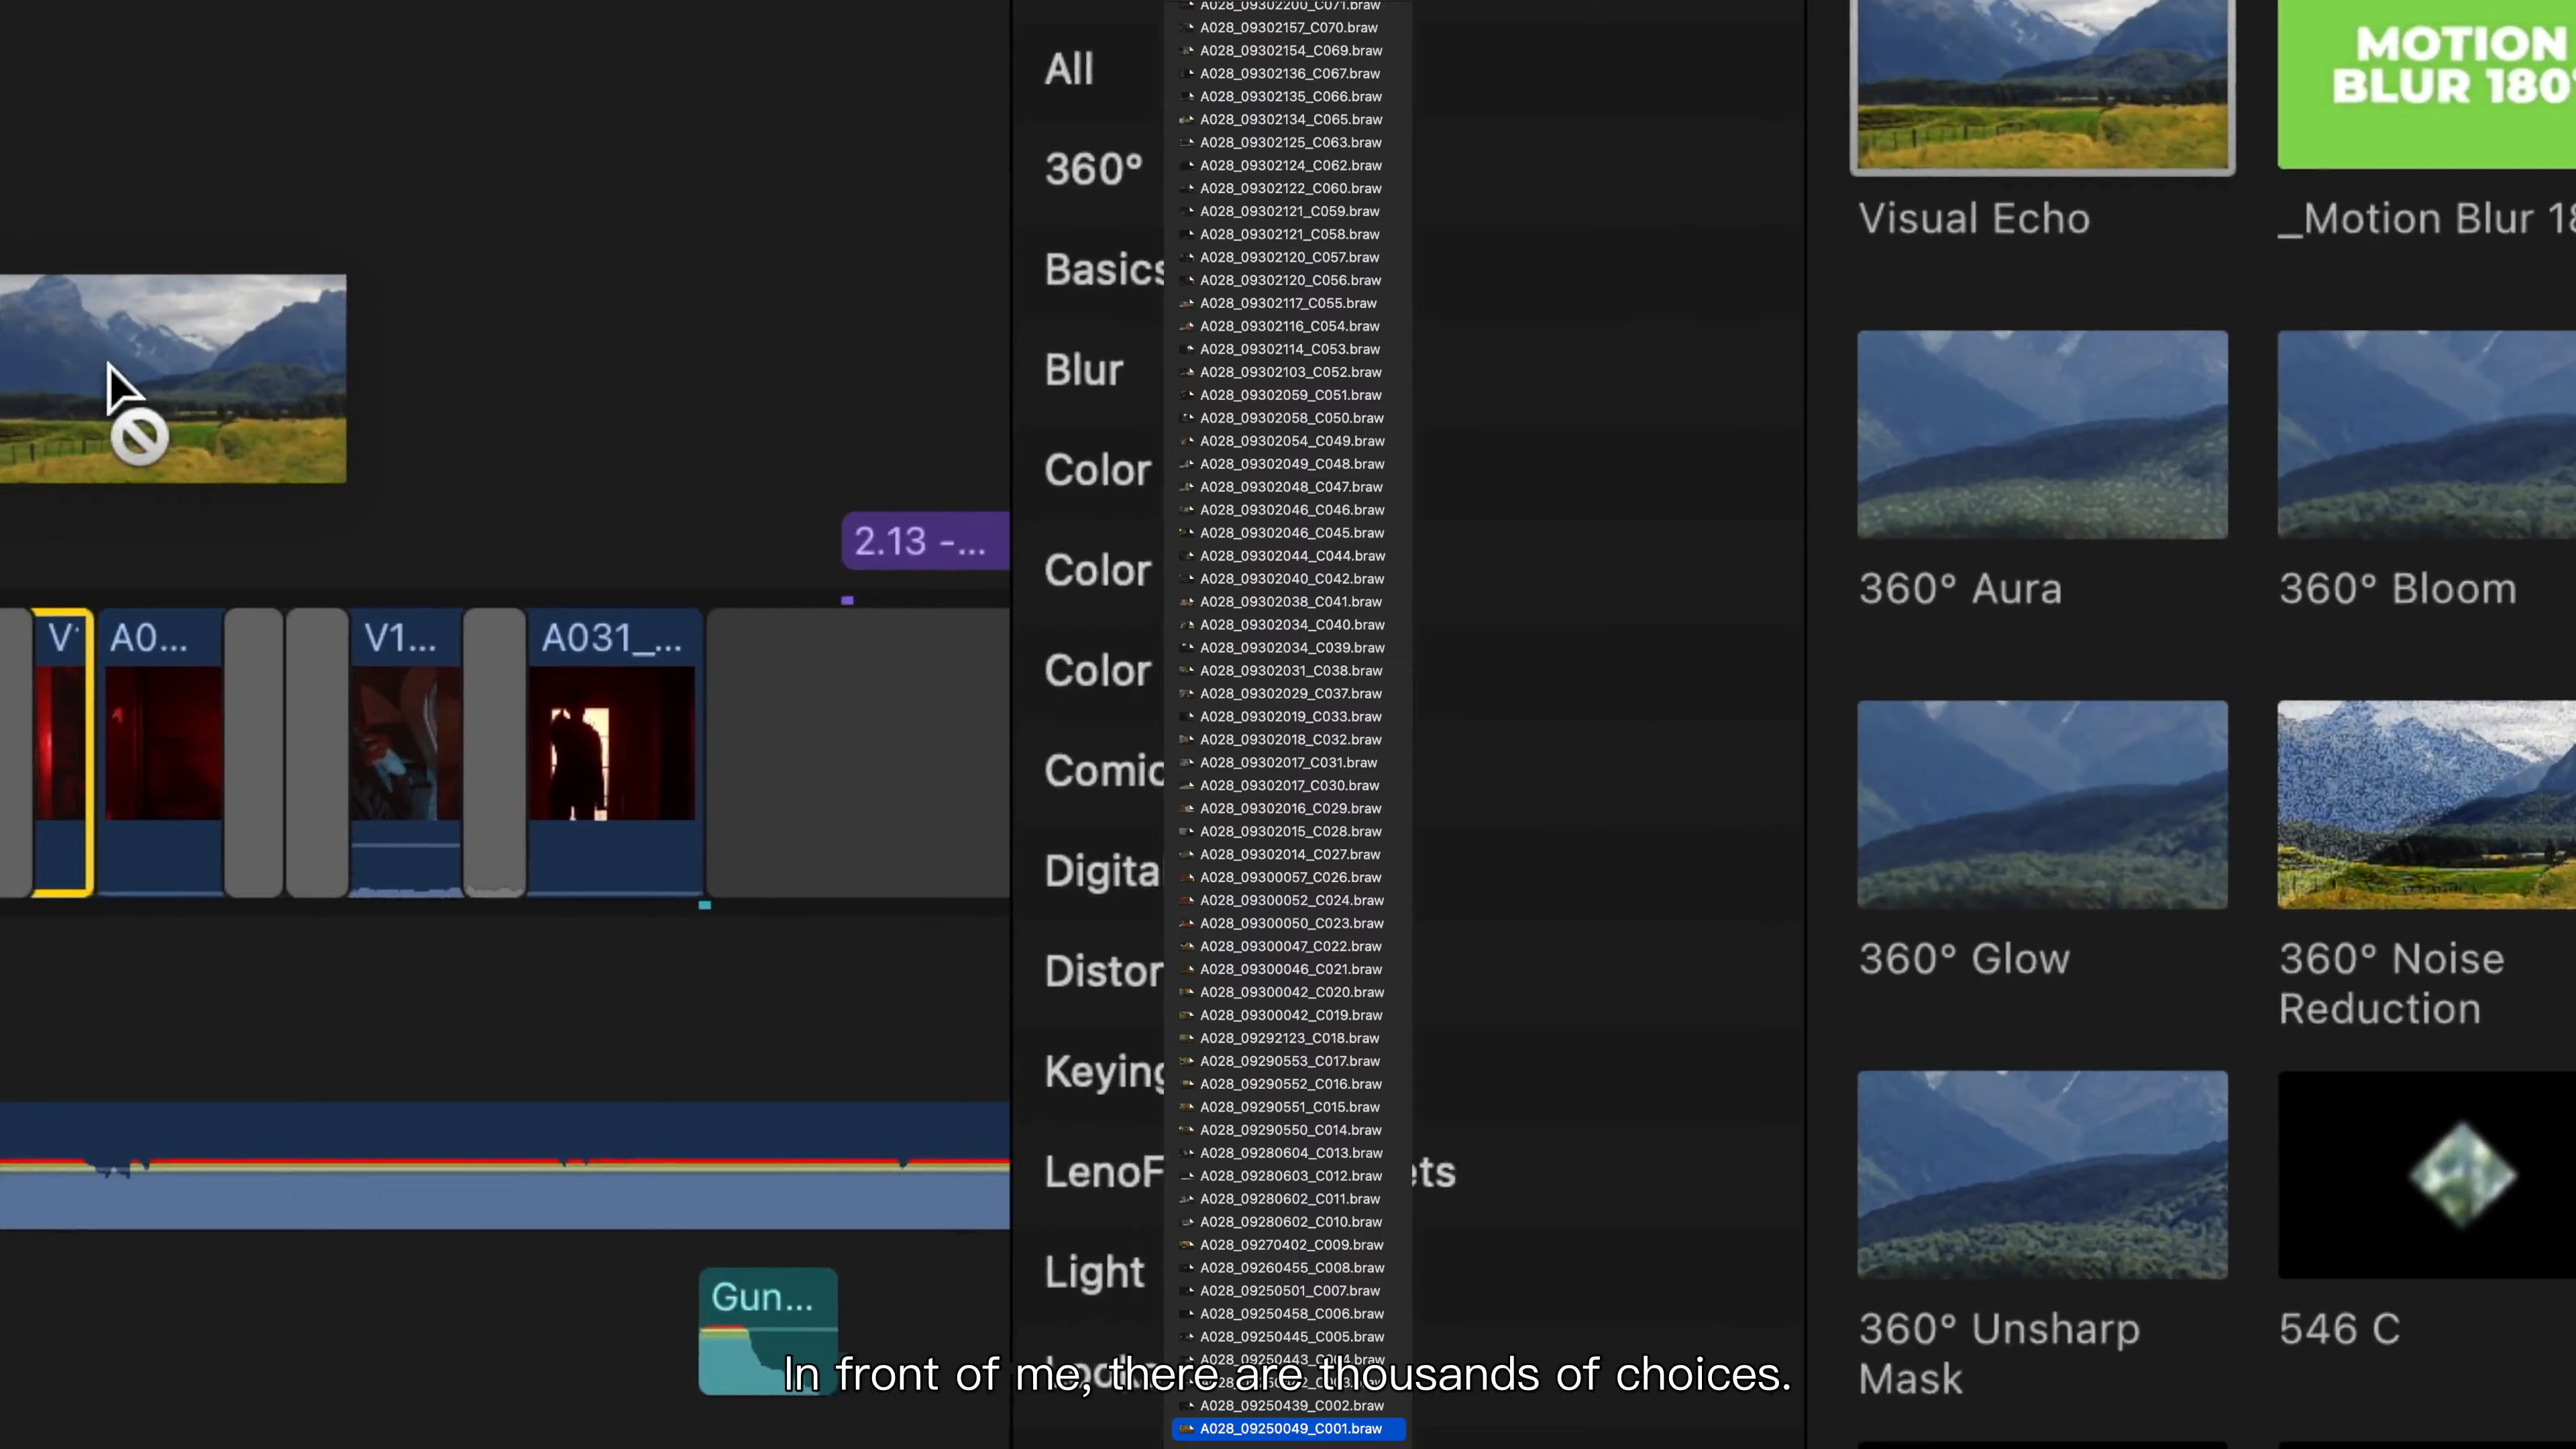 2.13 -...
V
A0...
V1...
A031_...
Gun...
All
360°
Basics
Blur
Color
Color
Color
Comic
Digita
Distor
Keying
LenoF
ets
Light
A028_09302200_C071.braw
A028_09302157_C070.braw
A028_09302154_C069.braw
A028_09302136_C067.braw
A028_09302135_C066.braw
A028_09302134_C065.braw
A028_09302125_C063.braw
A028_09302124_C062.braw
A028_09302122_C060.braw
A028_09302121_C059.braw
A028_09302121_C058.braw
A028_09302120_C057.braw
A028_09302120_C056.braw
A028_09302117_C055.braw
A028_09302116_C054.braw
A028_09302114_C053.braw
A028_09302103_C052.braw
A028_09302059_C051.braw
A028_09302058_C050.braw
A028_09302054_C049.braw
A028_09302049_C048.braw
A028_09302048_C047.braw
A028_09302046_C046.braw
A028_09302046_C045.braw
A028_09302044_C044.braw
A028_09302040_C042.braw
A028_09302038_C041.braw
A028_09302034_C040.braw
A028_09302034_C039.braw
A028_09302031_C038.braw
A028_09302029_C037.braw
A028_09302019_C033.braw
A028_09302018_C032.braw
A028_09302017_C031.braw
A028_09302017_C030.braw
A028_09302016_C029.braw
A028_09302015_C028.braw
A028_09302014_C027.braw
A028_09300057_C026.braw
A028_09300052_C024.braw
A028_09300050_C023.braw
A028_09300047_C022.braw
A028_09300046_C021.braw
A028_09300042_C020.braw
A028_09300042_C019.braw
A028_09292123_C018.braw
A028_09290553_C017.braw
A028_09290552_C016.braw
A028_09290551_C015.braw
A028_09290550_C014.braw
A028_09280604_C013.braw
A028_09280603_C012.braw
A028_09280602_C011.braw
A028_09280602_C010.braw
A028_09270402_C009.braw
A028_09260455_C008.braw
A028_09250501_C007.braw
A028_09250458_C006.braw
A028_09250445_C005.braw
A028_09250439_C002.braw
A028_09250049_C001.braw
MOTION
BLUR 180°
Visual Echo
_Motion Blur 18
360° Aura
360° Bloom
360° Glow
360° Noise
Reduction
360° Unsharp
Mask
546 C
In front of me, there are thousands of choices.